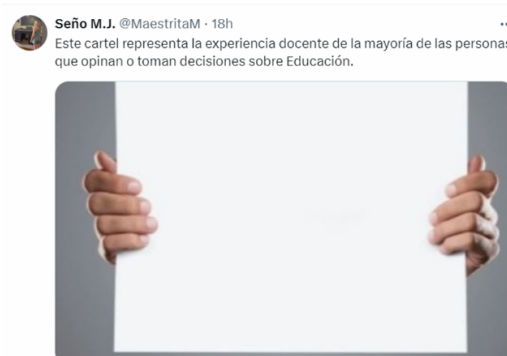 Seño M.J. @MaestritaM · 18h
Este cartel representa la experiencia docente de la mayoría de las personas
que opinan o toman decisiones sobre Educación.